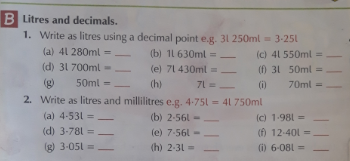 B Litres and decimals.
1. Write as litres using a decimal point e.g. 3l 250ml = 3·25l
(a) 4l 280ml = ___ (b) 1l 630ml = ___ (c) 4l 550ml = ___
(d) 3l 700ml = ___ (e) 7l 430ml = ___ (f) 3l 50ml = ___
(g) 50ml = ___ (h) 7l = ___ (i) 70ml = ___
2. Write as litres and millilitres e.g. 4·75l = 4l 750ml
(a) 4·53l = ___ (b) 2·56l = ___ (c) 1·98l = ___
(d) 3·78l = ___ (e) 7·56l = ___ (f) 12·40l = ___
(g) 3·05l = ___ (h) 2·3l = ___ (i) 6·08l = ___